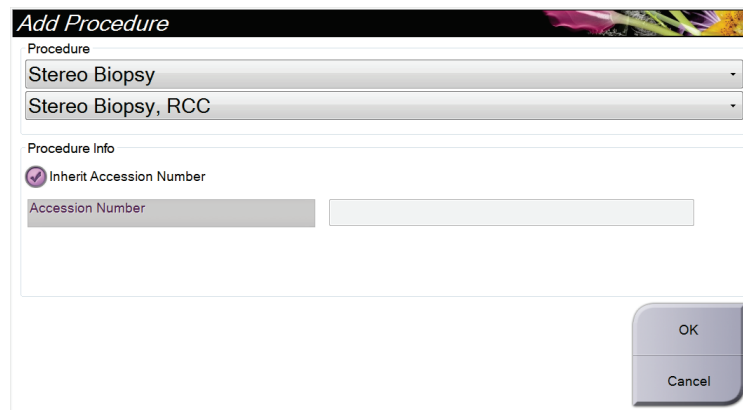 Add Procedure
Procedure
Stereo Biopsy
Stereo Biopsy, RCC
Procedure Info
Inherit Accession Number
Accession Number
OK
Cancel